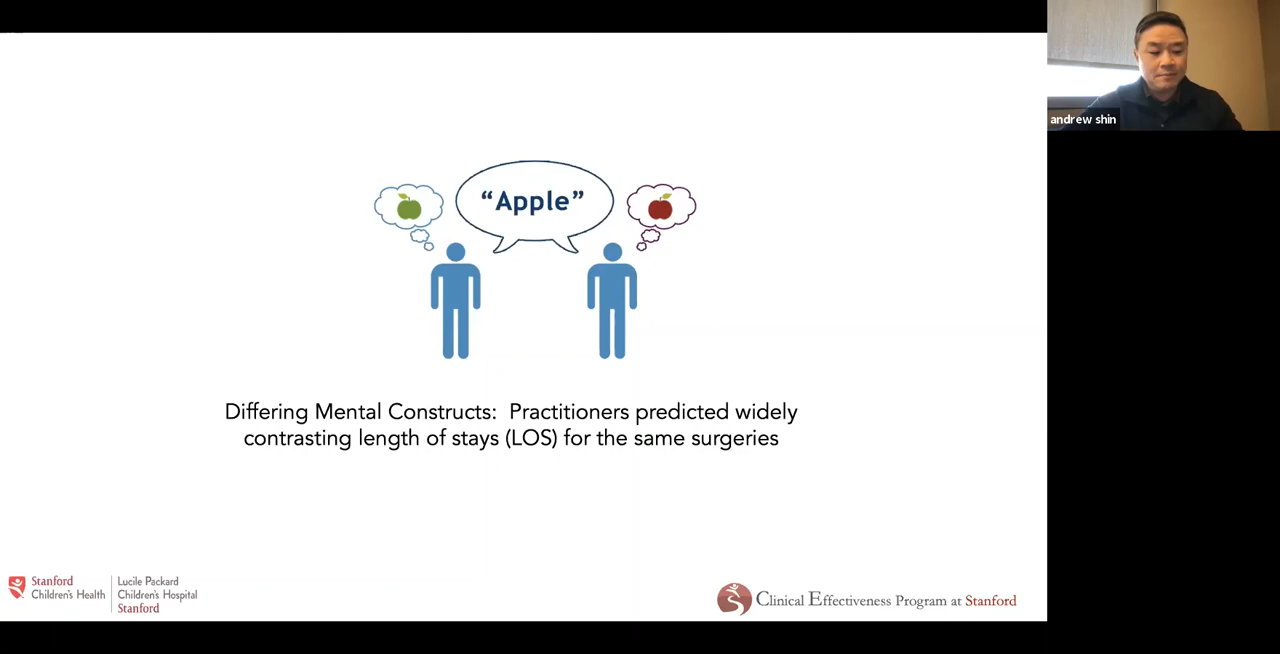 andrew shin
“Apple”
Differing Mental Constructs:  Practitioners predicted widely
contrasting length of stays (LOS) for the same surgeries
Stanford
Children's Health
Lucile Packard
Children's Hospital
Stanford
Clinical Effectiveness Program at Stanford